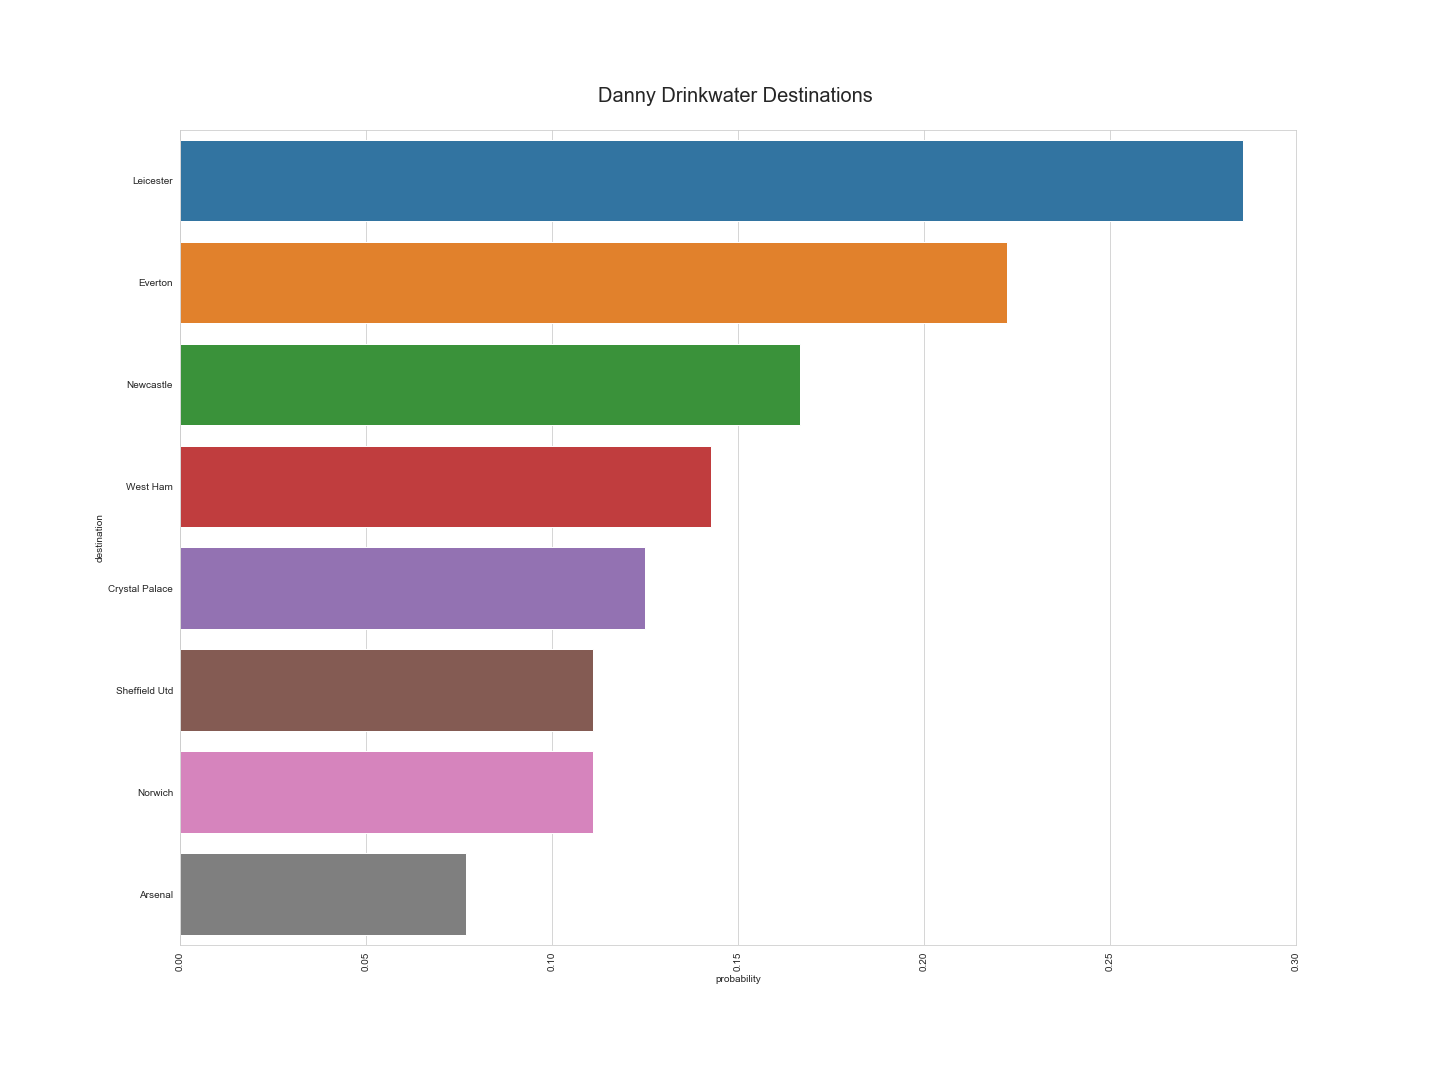 Danny Drinkwater Destinations
Leicester
Everton
Newcastle
West Ham
Crystal Palace
Sheffield Utd
Norwich
Arsenal
destination
0.00
0.05
0.10
0.15
0.20
0.25
0.30
probability